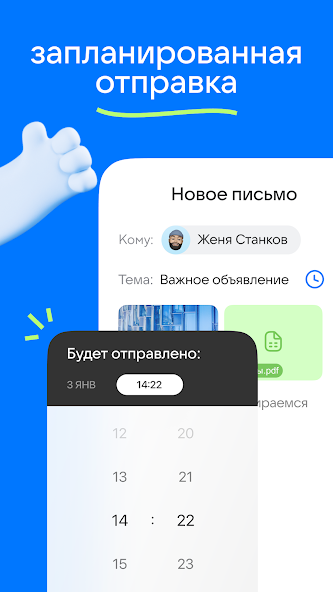 запланированная
отправка
Новое письмо
Кому: Женя Станков
Тема: Важное объявление
ы.pdf
Будет отправлено:
3 ЯНВ 14:22
ираемся
12 20
13 21
14 : 22
15 23